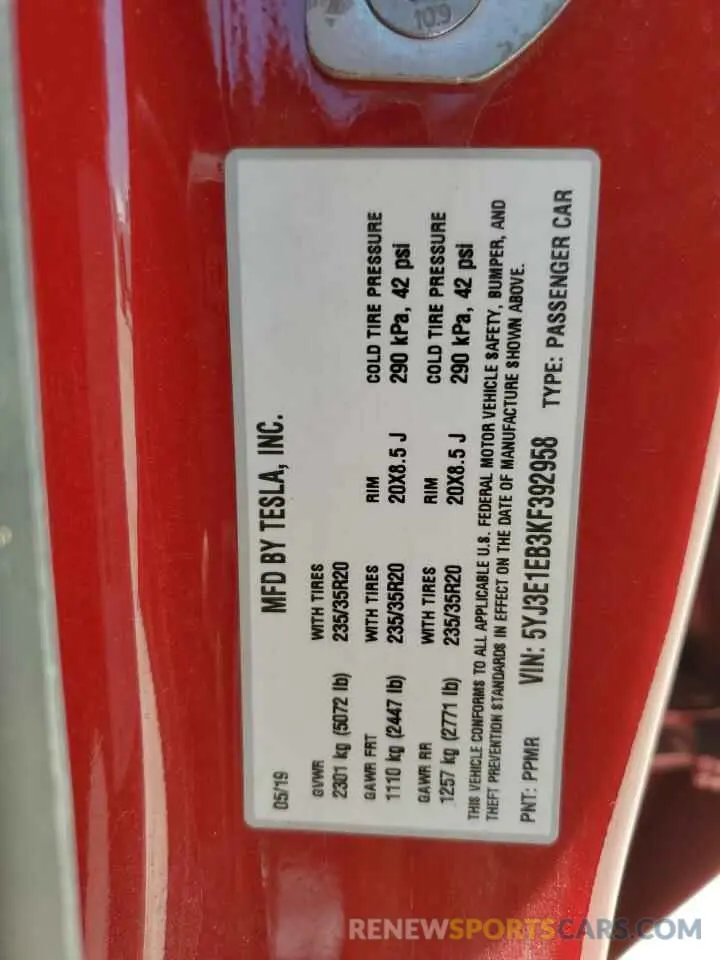 10.9
05/19 MFD BY TESLA, INC.
GVWR WITH TIRES
2301 kg (5072 lb) 235/35R20
GAWR FRT WITH TIRES RIM COLD TIRE PRESSURE
1110 kg (2447 lb) 235/35R20 20X8.5 J 290 kPa, 42 psi
GAWR RR WITH TIRES RIM COLD TIRE PRESSURE
1257 kg (2771 lb) 235/35R20 20X8.5 J 290 kPa, 42 psi
THIS VEHICLE CONFORMS TO ALL APPLICABLE U.S. FEDERAL MOTOR VEHICLE SAFETY, BUMPER, AND
THEFT PREVENTION STANDARDS IN EFFECT ON THE DATE OF MANUFACTURE SHOWN ABOVE.
PNT: PPMR VIN: 5YJ3E1EB3KF392958 TYPE: PASSENGER CAR
RENEWSPORTSCARS.COM